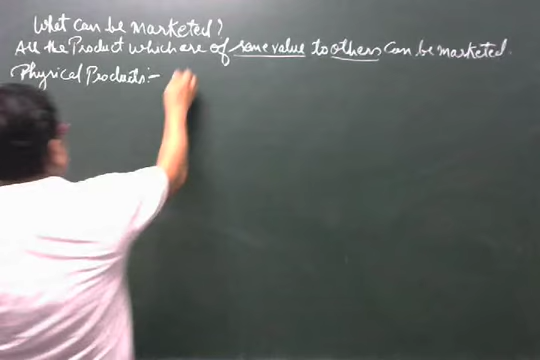 What can be marketed?
All the Product which are of some value to others can be marketed.
Physical Products:-